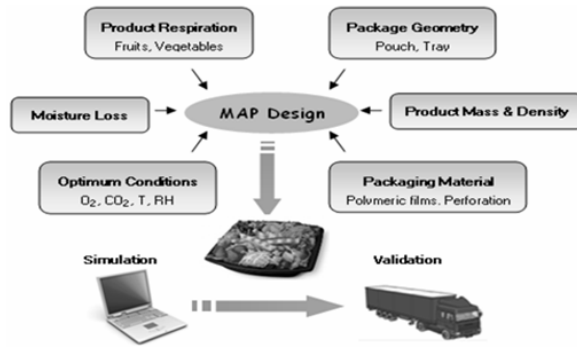 Product Respiration
Fruits, Vegetables
Package Geometry
Pouch, Tray
Moisture Loss
MAP Design
Product Mass & Density
Optimum Conditions
O₂, CO₂, T, RH
Packaging Material
Polymeric films. Perforation
Simulation
Validation